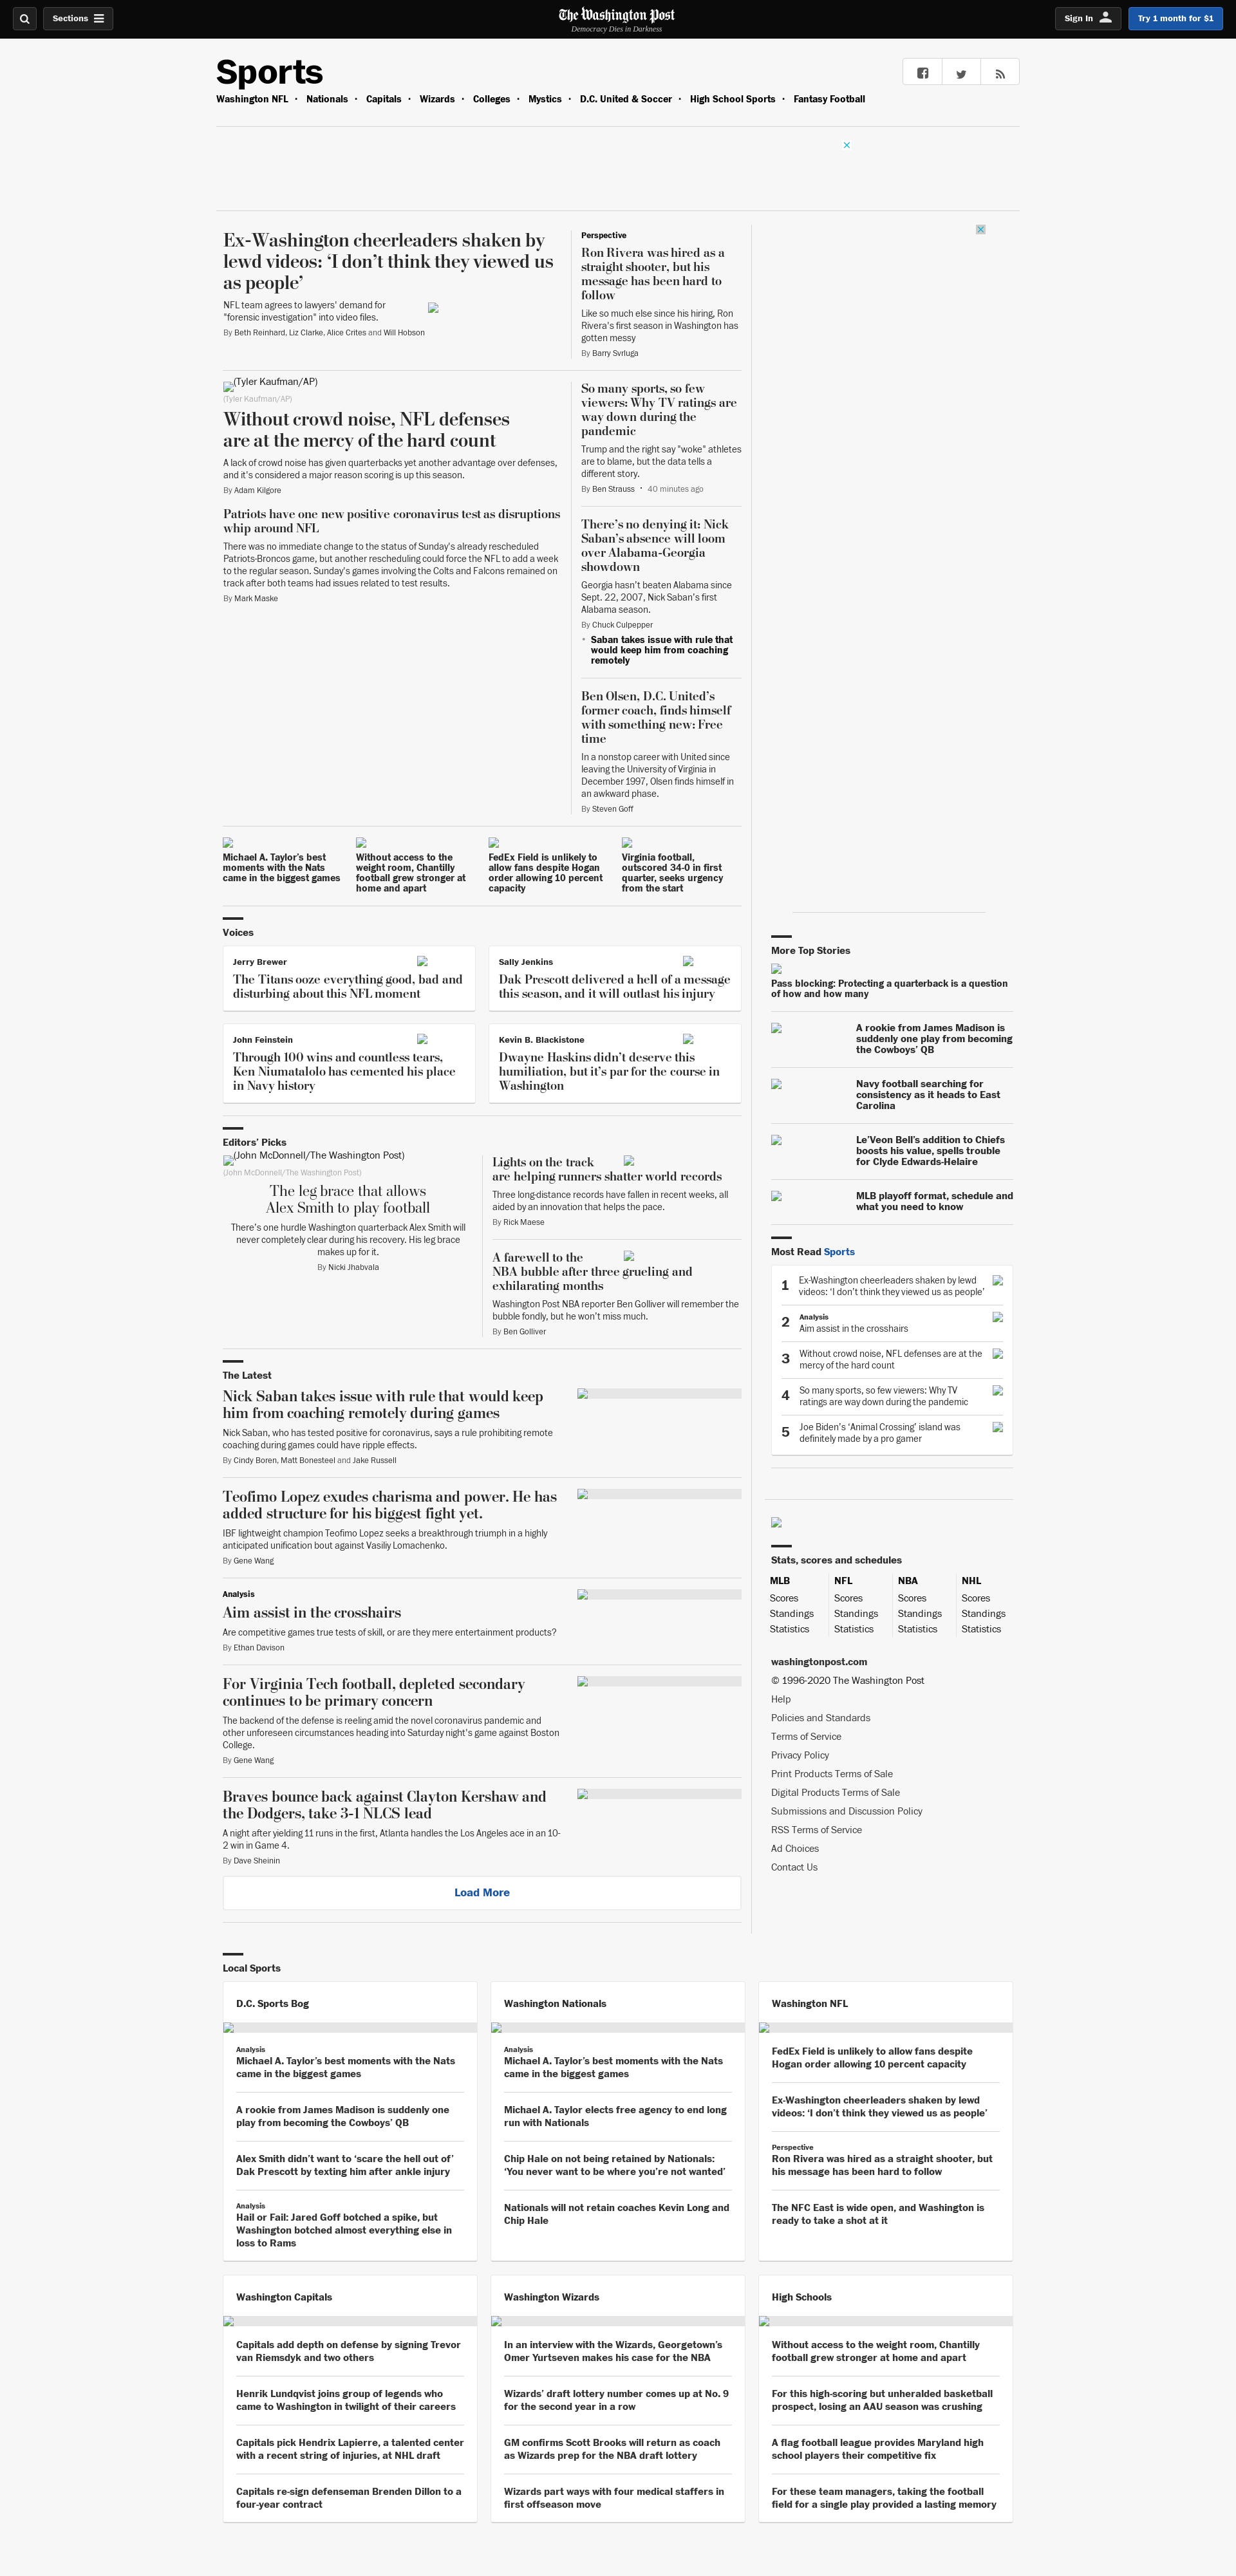 Sections
The Washington Post
Democracy Dies in Darkness
Sign In
Try 1 month for $1
Sports
Washington NFL • Nationals • Capitals • Wizards • Colleges • Mystics • D.C. United & Soccer • High School Sports • Fantasy Football
Ex-Washington cheerleaders shaken by
lewd videos: ‘I don’t think they viewed us
as people’
NFL team agrees to lawyers' demand for
"forensic investigation" into video files.
By Beth Reinhard, Liz Clarke, Alice Crites and Will Hobson
Perspective
Ron Rivera was hired as a
straight shooter, but his
message has been hard to
follow
Like so much else since his hiring, Ron
Rivera's first season in Washington has
gotten messy
By Barry Svrluga
(Tyler Kaufman/AP)
(Tyler Kaufman/AP)
Without crowd noise, NFL defenses
are at the mercy of the hard count
A lack of crowd noise has given quarterbacks yet another advantage over defenses,
and it's considered a major reason scoring is up this season.
By Adam Kilgore
Patriots have one new positive coronavirus test as disruptions
whip around NFL
There was no immediate change to the status of Sunday's already rescheduled
Patriots-Broncos game, but another rescheduling could force the NFL to add a week
to the regular season. Sunday's games involving the Colts and Falcons remained on
track after both teams had issues related to test results.
By Mark Maske
So many sports, so few
viewers: Why TV ratings are
way down during the
pandemic
Trump and the right say "woke" athletes
are to blame, but the data tells a
different story.
By Ben Strauss • 40 minutes ago
There’s no denying it: Nick
Saban’s absence will loom
over Alabama-Georgia
showdown
Georgia hasn’t beaten Alabama since
Sept. 22, 2007, Nick Saban's first
Alabama season.
By Chuck Culpepper
Saban takes issue with rule that
would keep him from coaching
remotely
Ben Olsen, D.C. United’s
former coach, finds himself
with something new: Free
time
In a nonstop career with United since
leaving the University of Virginia in
December 1997, Olsen finds himself in
an awkward phase.
By Steven Goff
Michael A. Taylor’s best
moments with the Nats
came in the biggest games
Without access to the
weight room, Chantilly
football grew stronger at
home and apart
FedEx Field is unlikely to
allow fans despite Hogan
order allowing 10 percent
capacity
Virginia football,
outscored 34-0 in first
quarter, seeks urgency
from the start
Voices
Jerry Brewer
The Titans ooze everything good, bad and
disturbing about this NFL moment
Sally Jenkins
Dak Prescott delivered a hell of a message
this season, and it will outlast his injury
John Feinstein
Through 100 wins and countless tears,
Ken Niumatalolo has cemented his place
in Navy history
Kevin B. Blackistone
Dwayne Haskins didn’t deserve this
humiliation, but it’s par for the course in
Washington
Editors’ Picks
(John McDonnell/The Washington Post)
(John McDonnell/The Washington Post)
The leg brace that allows
Alex Smith to play football
There’s one hurdle Washington quarterback Alex Smith will
never completely clear during his recovery. His leg brace
makes up for it.
By Nicki Jhabvala
Lights on the track
are helping runners shatter world records
Three long-distance records have fallen in recent weeks, all
aided by an innovation that helps the pace.
By Rick Maese
A farewell to the
NBA bubble after three grueling and
exhilarating months
Washington Post NBA reporter Ben Golliver will remember the
bubble fondly, but he won’t miss much.
By Ben Golliver
The Latest
Nick Saban takes issue with rule that would keep
him from coaching remotely during games
Nick Saban, who has tested positive for coronavirus, says a rule prohibiting remote
coaching during games could have ripple effects.
By Cindy Boren, Matt Bonesteel and Jake Russell
Teofimo Lopez exudes charisma and power. He has
added structure for his biggest fight yet.
IBF lightweight champion Teofimo Lopez seeks a breakthrough triumph in a highly
anticipated unification bout against Vasiliy Lomachenko.
By Gene Wang
Analysis
Aim assist in the crosshairs
Are competitive games true tests of skill, or are they mere entertainment products?
By Ethan Davison
For Virginia Tech football, depleted secondary
continues to be primary concern
The backend of the defense is reeling amid the novel coronavirus pandemic and
other unforeseen circumstances heading into Saturday night's game against Boston
College.
By Gene Wang
Braves bounce back against Clayton Kershaw and
the Dodgers, take 3-1 NLCS lead
A night after yielding 11 runs in the first, Atlanta handles the Los Angeles ace in an 10-
2 win in Game 4.
By Dave Sheinin
Load More
More Top Stories
Pass blocking: Protecting a quarterback is a question
of how and how many
A rookie from James Madison is
suddenly one play from becoming
the Cowboys’ QB
Navy football searching for
consistency as it heads to East
Carolina
Le’Veon Bell’s addition to Chiefs
boosts his value, spells trouble
for Clyde Edwards-Helaire
MLB playoff format, schedule and
what you need to know
Most Read Sports
1 Ex-Washington cheerleaders shaken by lewd
videos: ‘I don’t think they viewed us as people’
2 Analysis
Aim assist in the crosshairs
3 Without crowd noise, NFL defenses are at the
mercy of the hard count
4 So many sports, so few viewers: Why TV
ratings are way down during the pandemic
5 Joe Biden’s ‘Animal Crossing’ island was
definitely made by a pro gamer
Stats, scores and schedules
MLB NFL NBA NHL
Scores Scores Scores Scores
Standings Standings Standings Standings
Statistics Statistics Statistics Statistics
washingtonpost.com
© 1996-2020 The Washington Post
Help
Policies and Standards
Terms of Service
Privacy Policy
Print Products Terms of Sale
Digital Products Terms of Sale
Submissions and Discussion Policy
RSS Terms of Service
Ad Choices
Contact Us
Local Sports
D.C. Sports Bog
Analysis
Michael A. Taylor’s best moments with the Nats
came in the biggest games
A rookie from James Madison is suddenly one
play from becoming the Cowboys’ QB
Alex Smith didn’t want to ‘scare the hell out of’
Dak Prescott by texting him after ankle injury
Analysis
Hail or Fail: Jared Goff botched a spike, but
Washington botched almost everything else in
loss to Rams
Washington Nationals
Analysis
Michael A. Taylor’s best moments with the Nats
came in the biggest games
Michael A. Taylor elects free agency to end long
run with Nationals
Chip Hale on not being retained by Nationals:
‘You never want to be where you’re not wanted’
Nationals will not retain coaches Kevin Long and
Chip Hale
Washington NFL
FedEx Field is unlikely to allow fans despite
Hogan order allowing 10 percent capacity
Ex-Washington cheerleaders shaken by lewd
videos: ‘I don’t think they viewed us as people’
Perspective
Ron Rivera was hired as a straight shooter, but
his message has been hard to follow
The NFC East is wide open, and Washington is
ready to take a shot at it
Washington Capitals
Capitals add depth on defense by signing Trevor
van Riemsdyk and two others
Henrik Lundqvist joins group of legends who
came to Washington in twilight of their careers
Capitals pick Hendrix Lapierre, a talented center
with a recent string of injuries, at NHL draft
Capitals re-sign defenseman Brenden Dillon to a
four-year contract
Washington Wizards
In an interview with the Wizards, Georgetown’s
Omer Yurtseven makes his case for the NBA
Wizards’ draft lottery number comes up at No. 9
for the second year in a row
GM confirms Scott Brooks will return as coach
as Wizards prep for the NBA draft lottery
Wizards part ways with four medical staffers in
first offseason move
High Schools
Without access to the weight room, Chantilly
football grew stronger at home and apart
For this high-scoring but unheralded basketball
prospect, losing an AAU season was crushing
A flag football league provides Maryland high
school players their competitive fix
For these team managers, taking the football
field for a single play provided a lasting memory